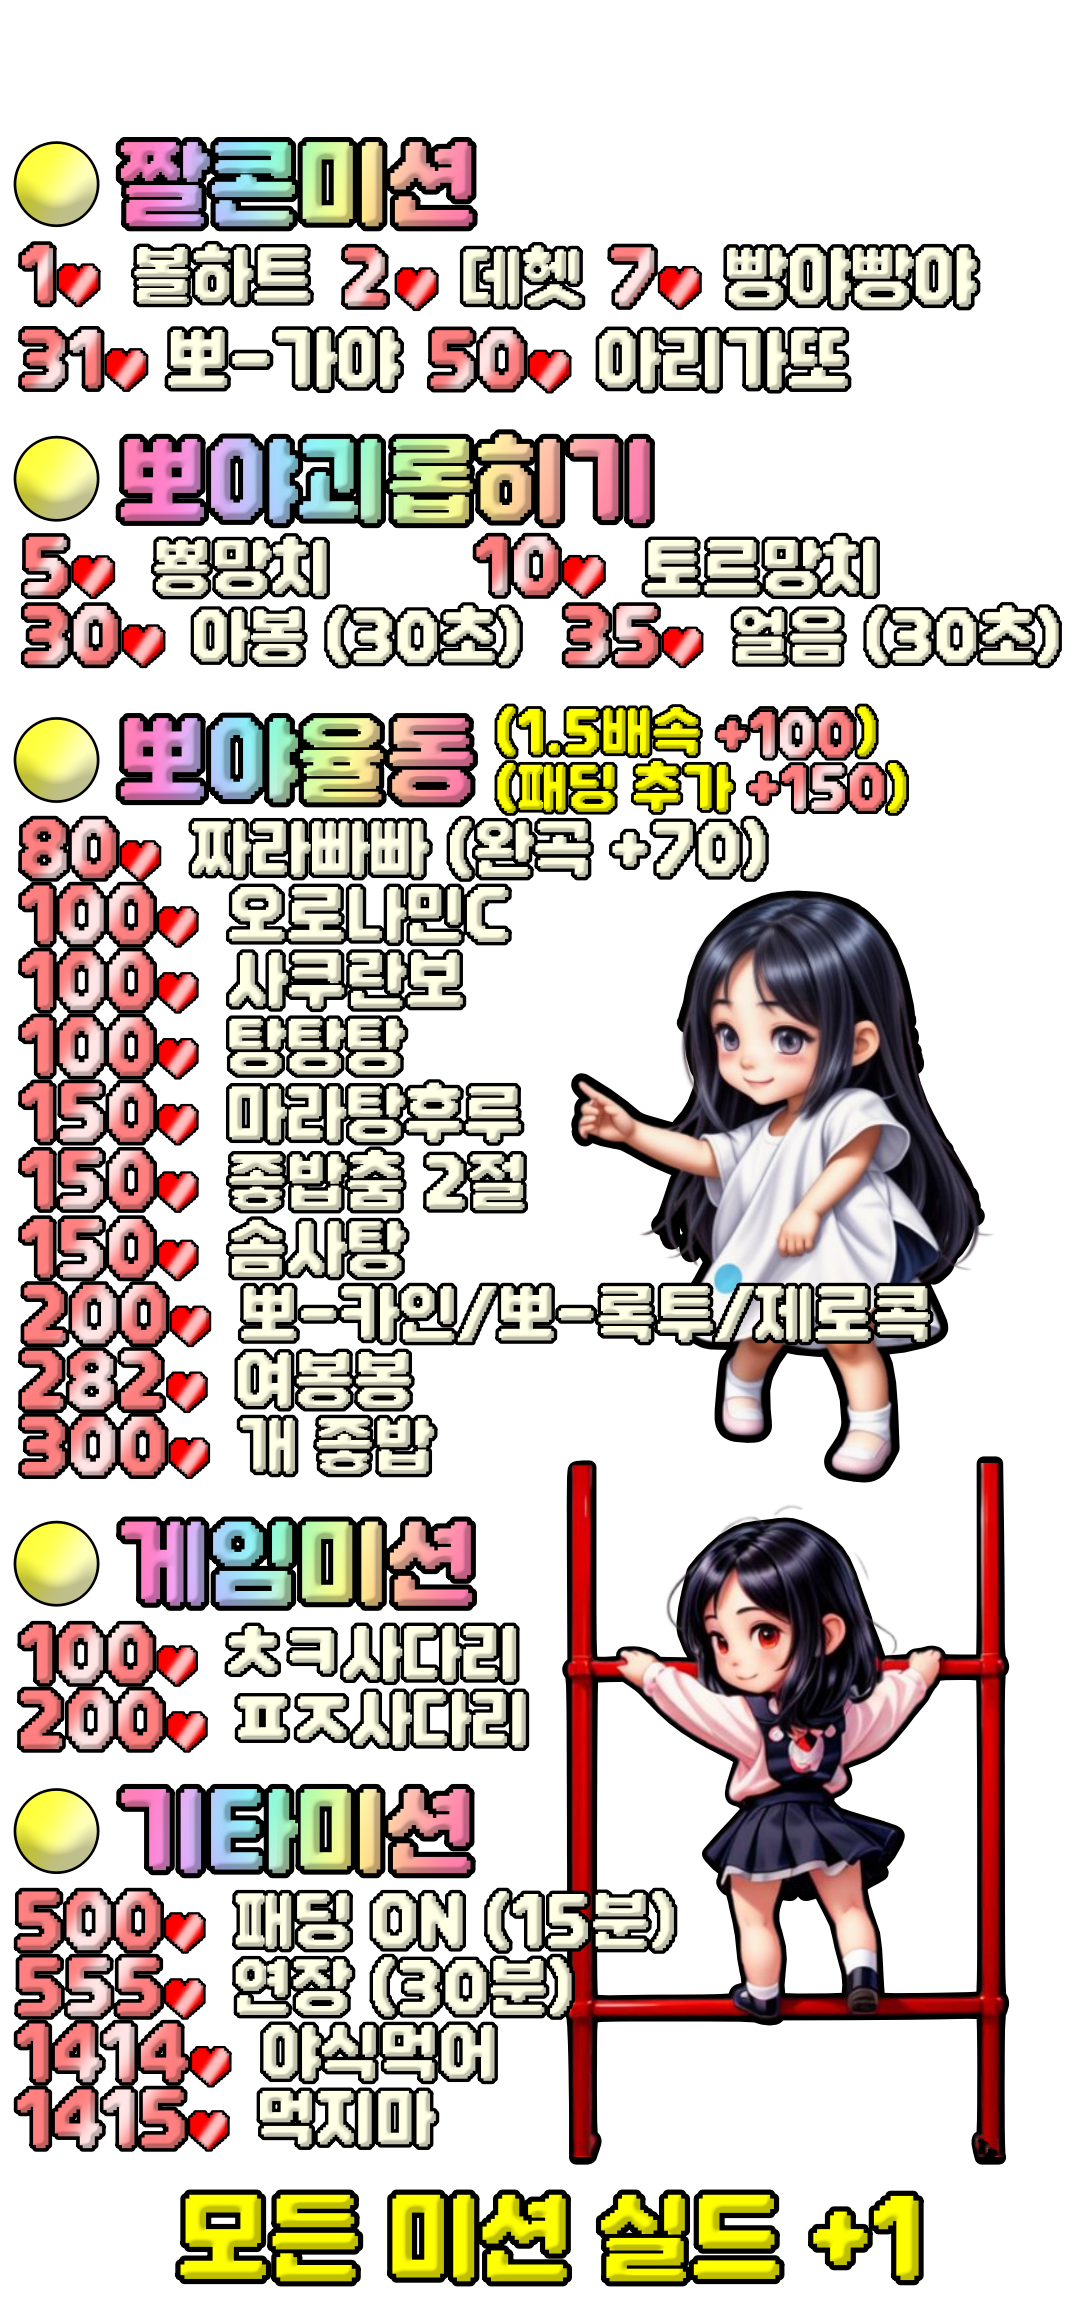 짤콘미션
1♥ 볼하트 2♥ 데헷 7♥ 빵야빵야
31♥ 뽀-가야 50♥ 아리가또
뽀야괴롭히기
5♥ 뿅망치 10♥ 토르망치
30♥ 아봉 (30초) 35♥ 얼음 (30초)
뽀야율동 (1.5배속 +100)
(패딩 추가 +150)
80♥ 짜라빠빠 (완곡 +70)
100♥ 오로나민C
100♥ 사쿠란보
100♥ 탕탕탕
150♥ 마라탕후루
150♥ 좋밥춤 2절
150♥ 솜사탕
200♥ 뽀-카인/뽀-록투/제로콕
282♥ 여봉봉
300♥ 개 좋밥
게임미션
100♥ ㅊㅋ사다리
200♥ ㅍㅈ사다리
기타미션
500♥ 패딩 ON (15분)
555♥ 연장 (30분)
1414♥ 야식먹어
1415♥ 먹지마
모든 미션 실드 +1